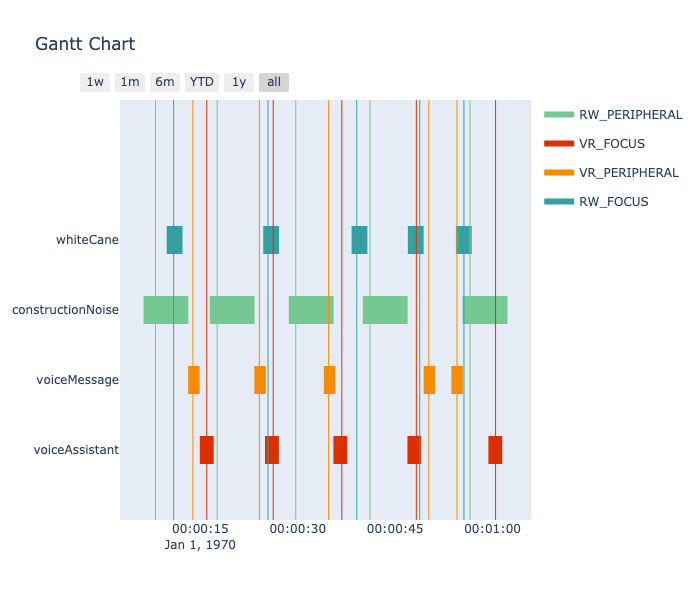 Gantt Chart
1w 1m 6m YTD 1y all
RW_PERIPHERAL
VR_FOCUS
VR_PERIPHERAL
RW_FOCUS
whiteCane
constructionNoise
voiceMessage
voiceAssistant
00:00:15 00:00:30 00:00:45 00:01:00
Jan 1, 1970